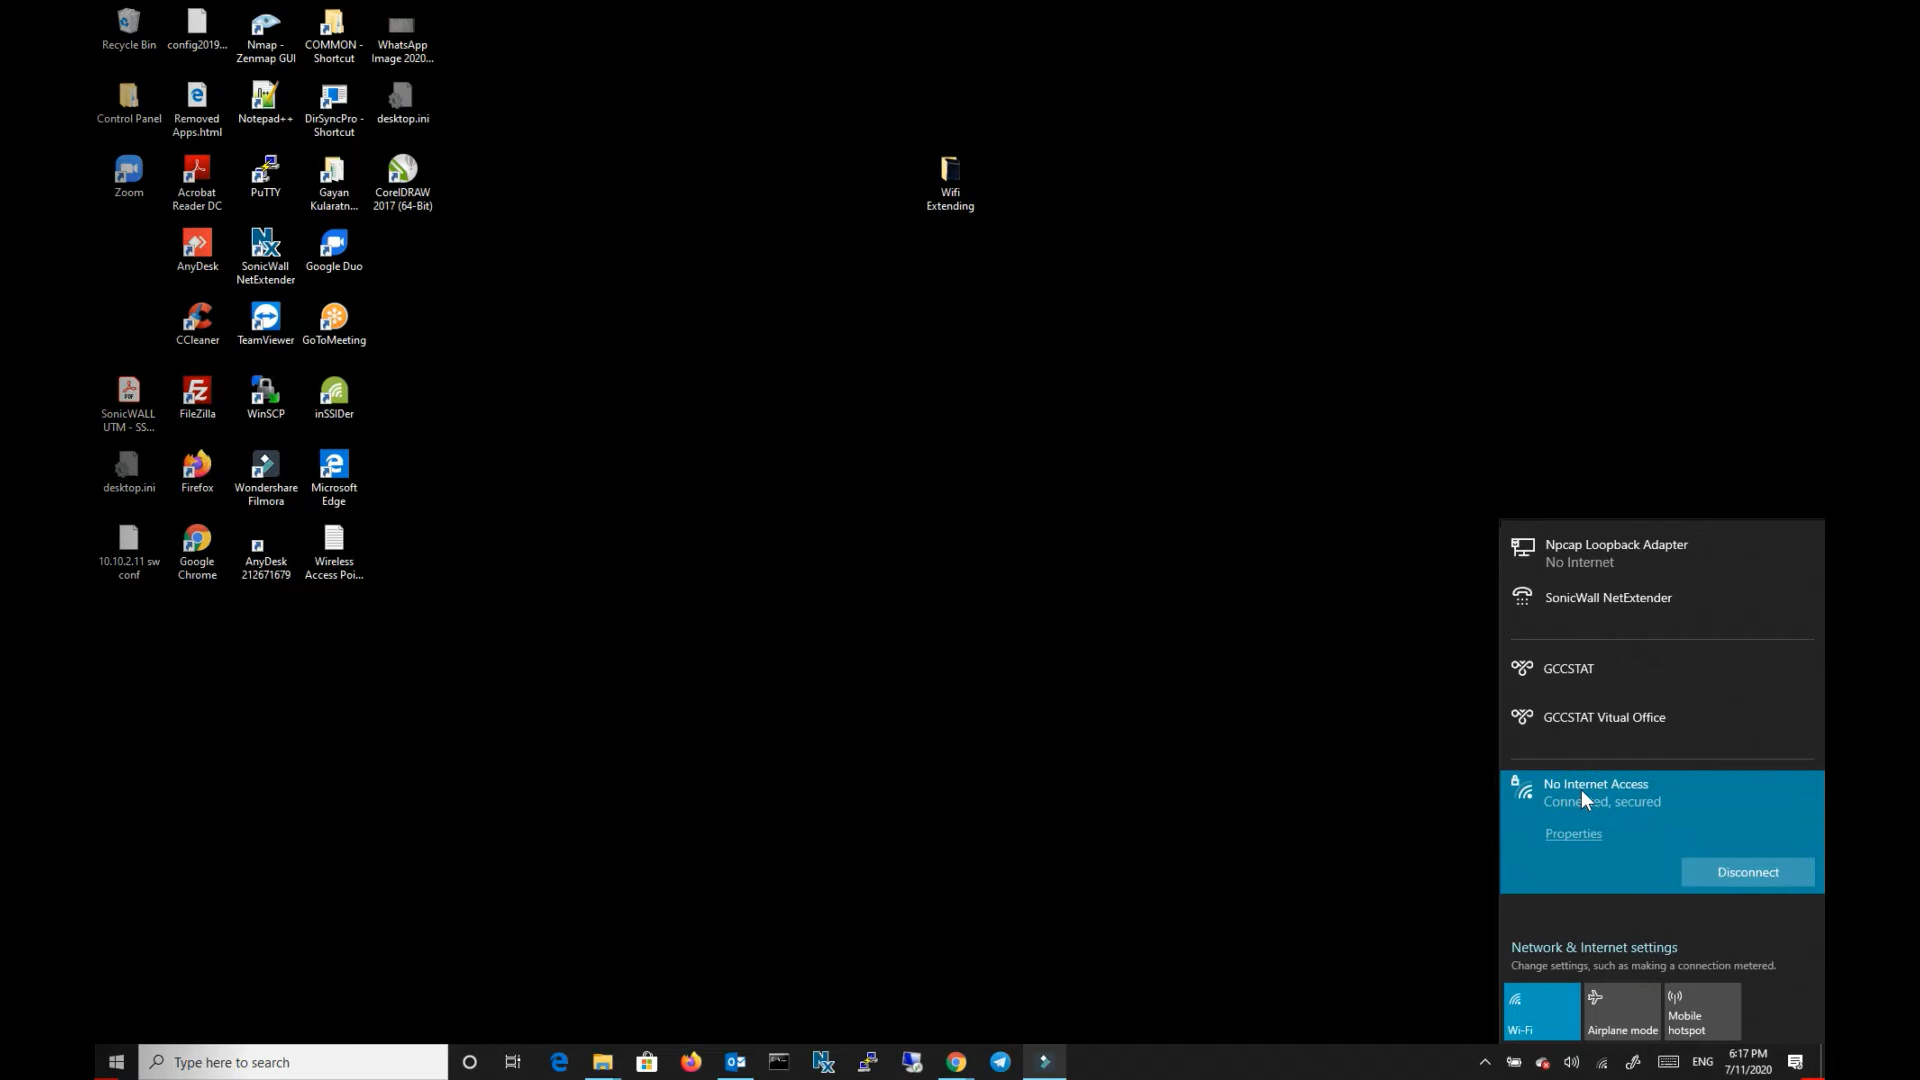 Recycle Bin
config2019...
Nmap -
Zenmap GUI
COMMON -
Shortcut
WhatsApp
Image 2020...
Control Panel
Removed
Apps.html
Notepad++
DirSyncPro -
Shortcut
desktop.ini
Zoom
Acrobat
Reader DC
PuTTY
Gayan
Kularatn...
CorelDRAW
2017 (64-Bit)
Wifi
Extending
AnyDesk
SonicWall
NetExtender
Google Duo
CCleaner
TeamViewer
GoToMeeting
SonicWALL
UTM - SS...
FileZilla
WinSCP
inSSIDer
desktop.ini
Firefox
Wondershare
Filmora
Microsoft
Edge
10.10.2.11 sw
conf
Google
Chrome
AnyDesk
212671679
Wireless
Access Poi...
Npcap Loopback Adapter
No Internet
SonicWall NetExtender
GCCSTAT
GCCSTAT Vitual Office
No Internet Access
Connected, secured
Properties
Disconnect
Network & Internet settings
Change settings, such as making a connection metered.
Wi-Fi
Airplane mode
Mobile
hotspot
Type here to search
ENG
6:17 PM
7/11/2020